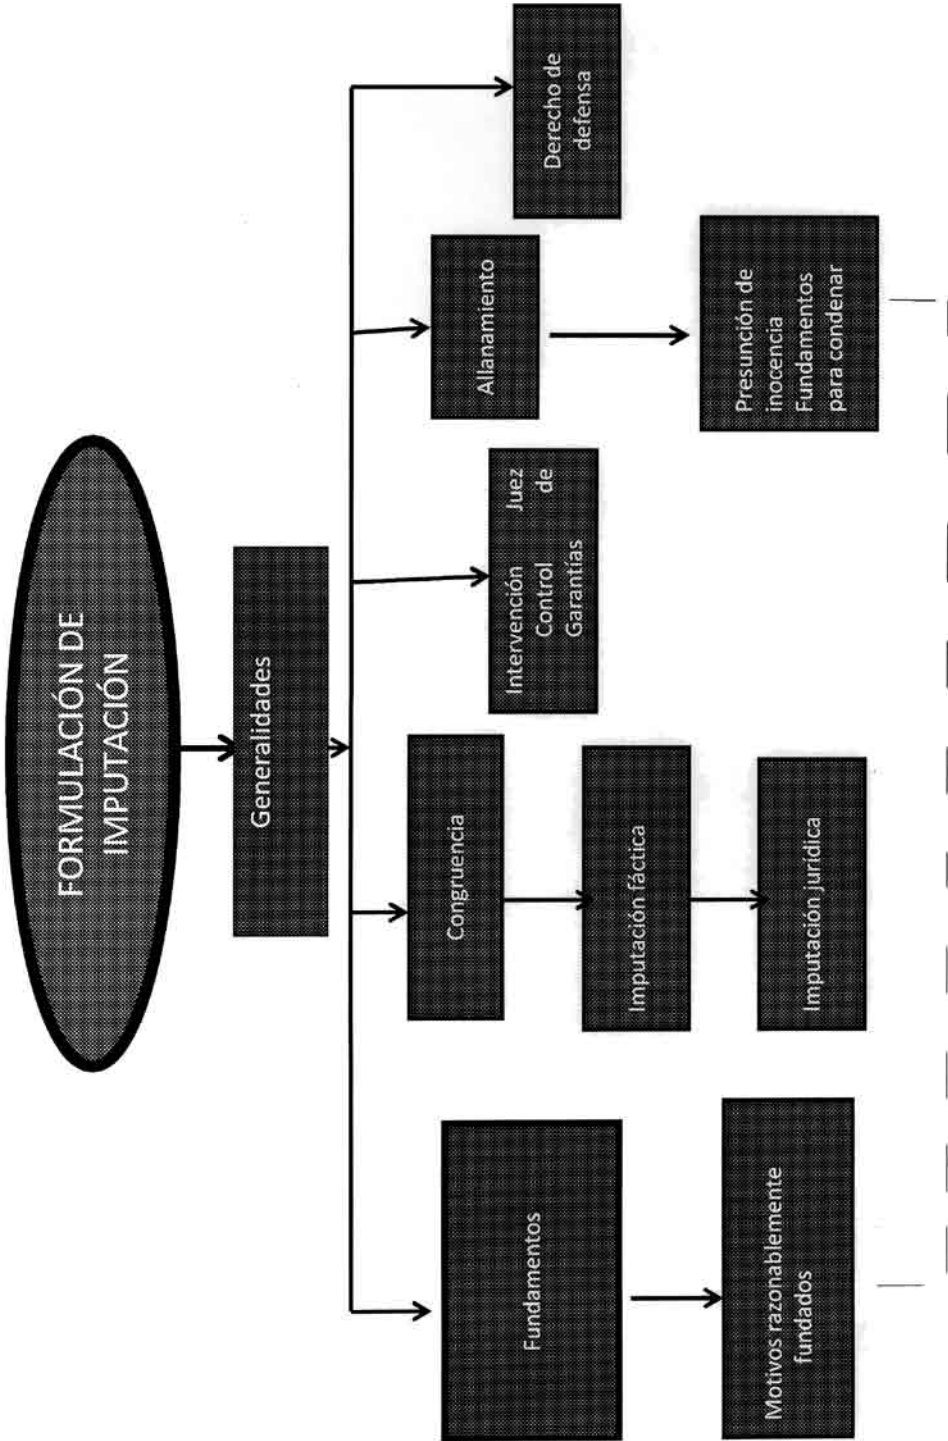 FORMULACIÓN DE
IMPUTACIÓN
Generalidades
Fundamentos
Motivos razonablemente
fundados
Congruencia
Imputación fáctica
Imputación jurídica
Intervención Juez
Control de
Garantías
Allanamiento
Presunción de
inocencia
Fundamentos
para condenar
Derecho de
defensa